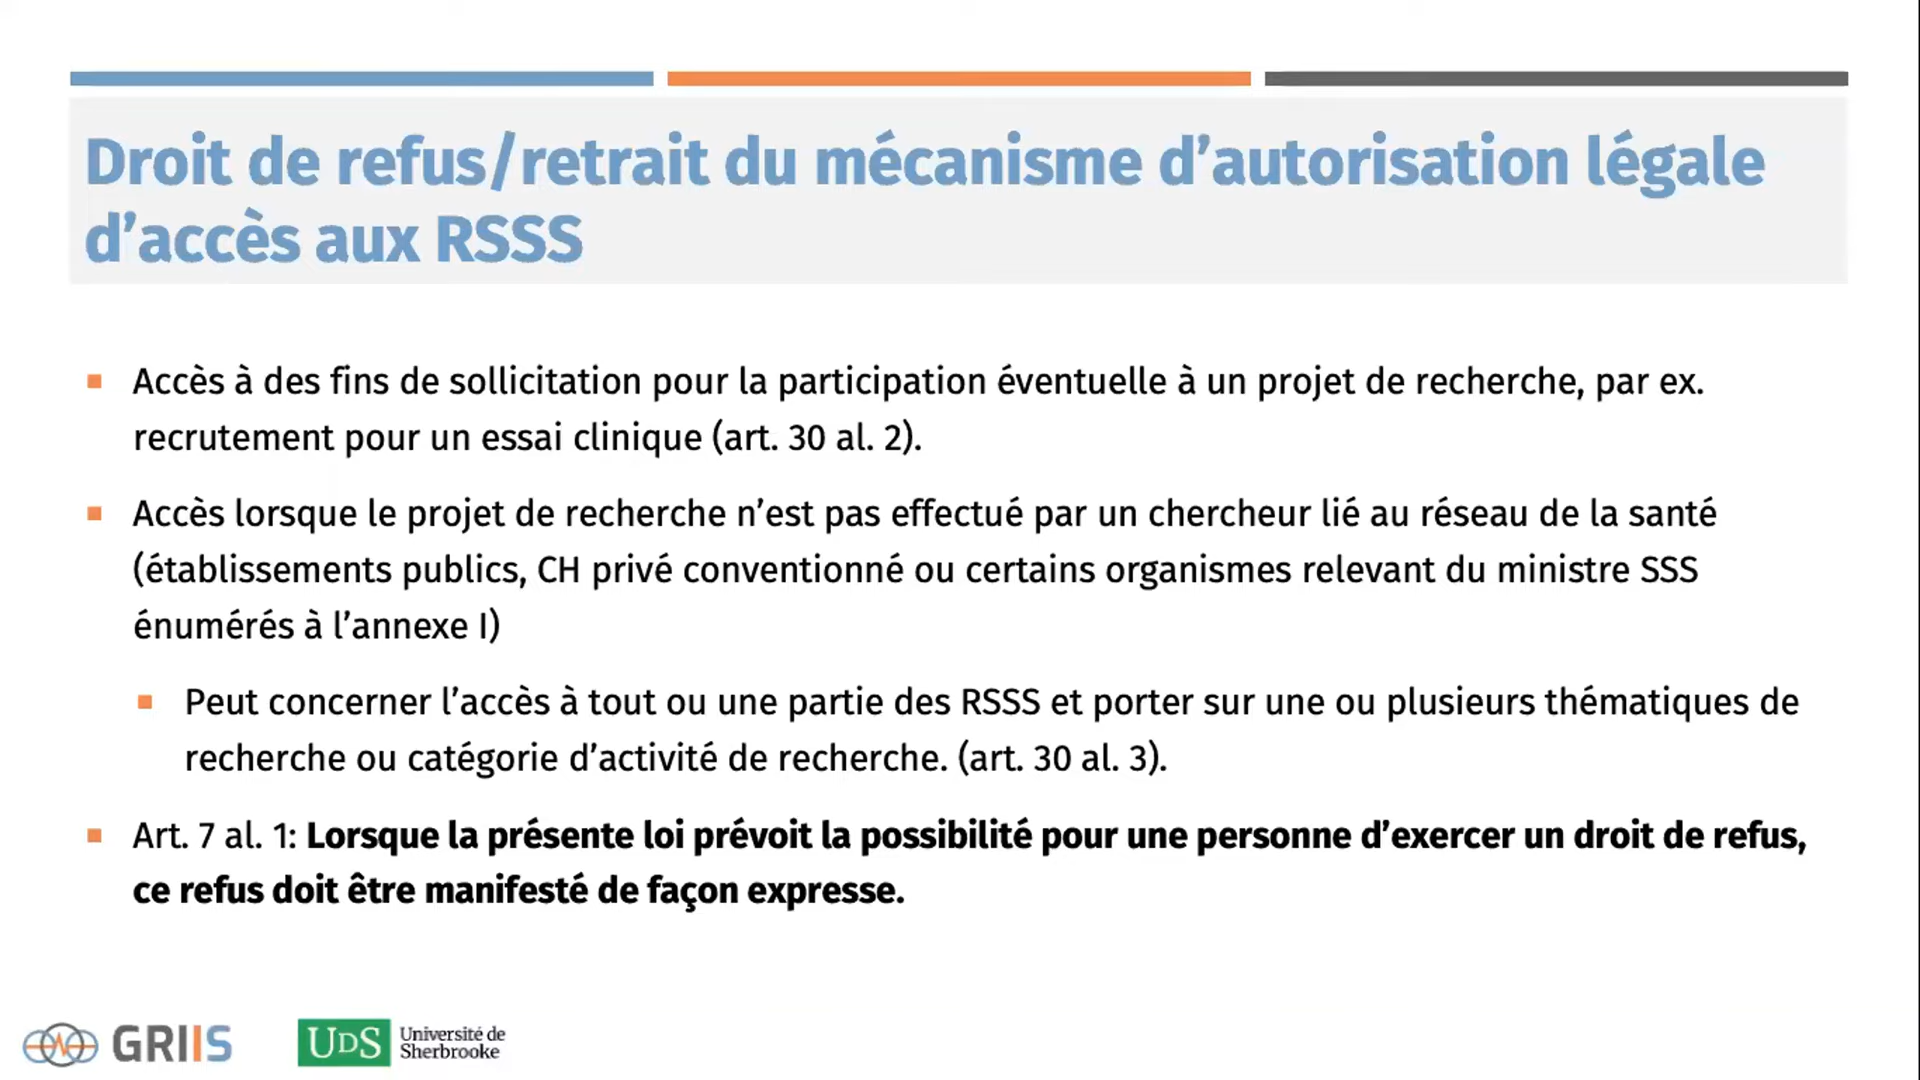 Droit de refus/retrait du mécanisme d’autorisation légale
d’accès aux RSSS
Accès à des fins de sollicitation pour la participation éventuelle à un projet de recherche, par ex.
recrutement pour un essai clinique (art. 30 al. 2).
Accès lorsque le projet de recherche n’est pas effectué par un chercheur lié au réseau de la santé
(établissements publics, CH privé conventionné ou certains organismes relevant du ministre SSS
énumérés à l’annexe I)
Peut concerner l’accès à tout ou une partie des RSSS et porter sur une ou plusieurs thématiques de
recherche ou catégorie d’activité de recherche. (art. 30 al. 3).
Art. 7 al. 1: Lorsque la présente loi prévoit la possibilité pour une personne d’exercer un droit de refus,
ce refus doit être manifesté de façon expresse.
GRIIS
UDS Université de
Sherbrooke